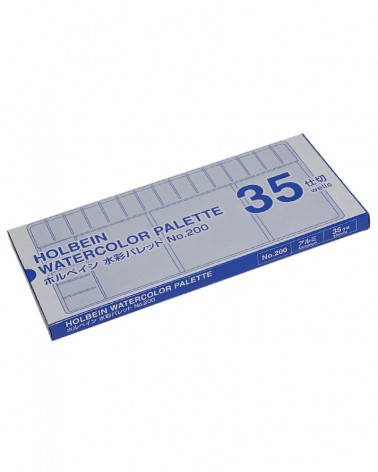 35 仕切
wells
HOLBEIN
WATERCOLOR PALETTE
ホルベイン 水彩パレット No.200
HOLBEIN WATERCOLOR PALETTE
ホルベイン 水彩パレット No.200
No.200
アルミ
35 仕切